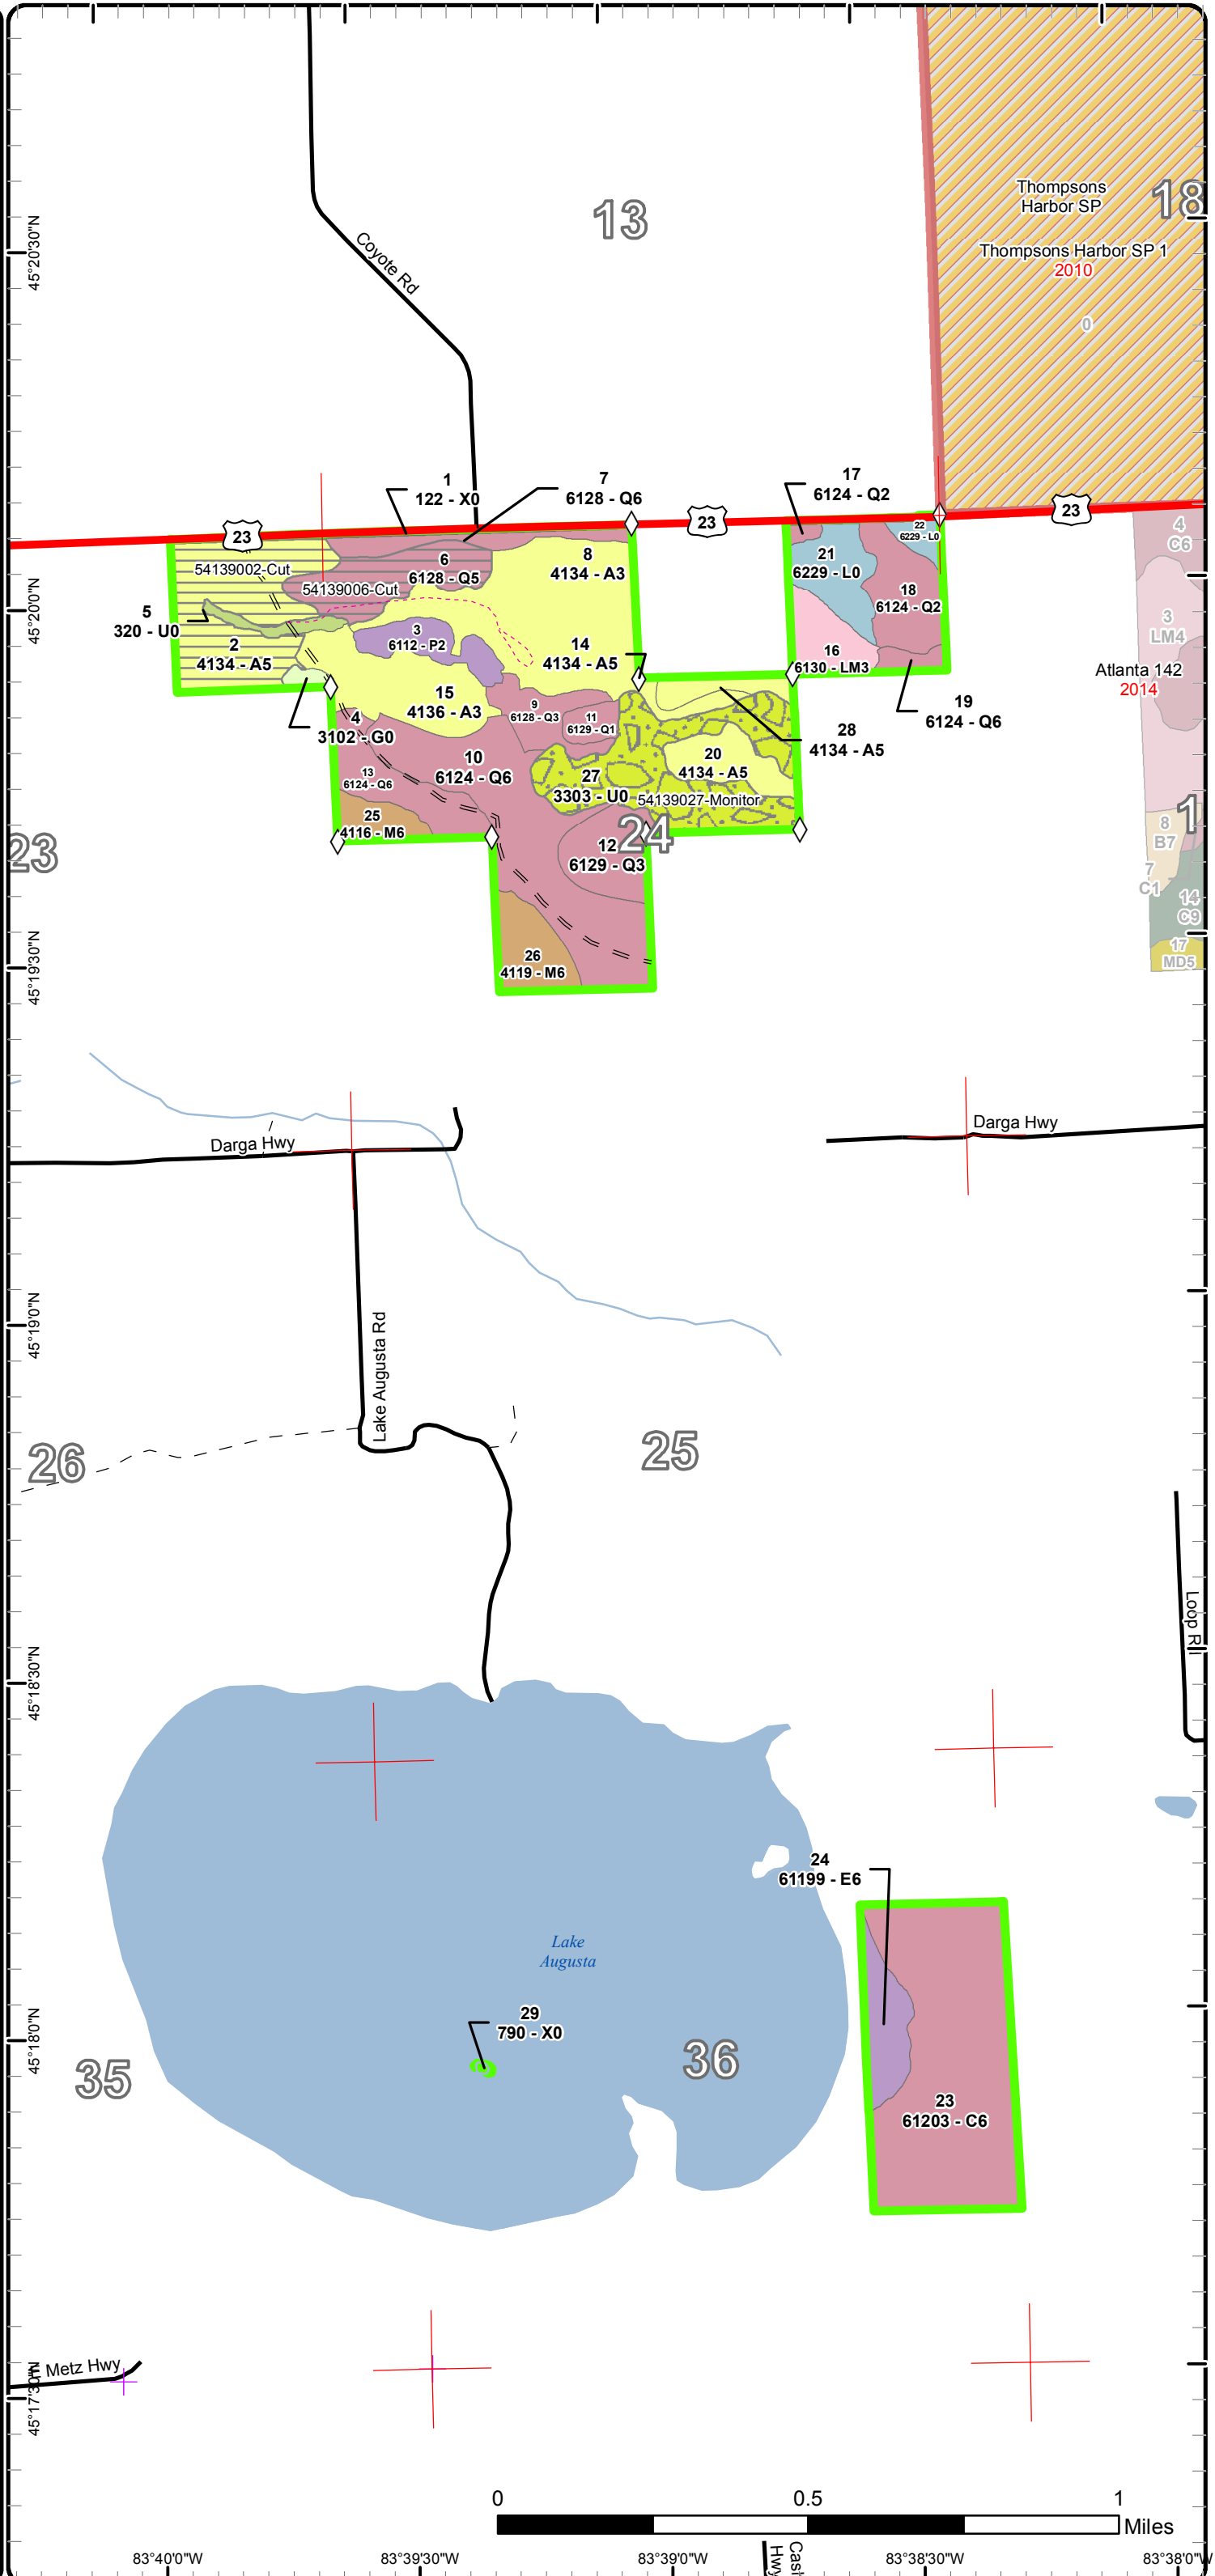 13
18
Thompsons
Harbor SP
Thompsons Harbor SP 1
2010
0
Coyote Rd
45°20'30"N
1
122 - X0
7
6128 - Q6
17
6124 - Q2
23
23
23
22
6229 - L0
4
C6
54139002-Cut
6
6128 - Q5
8
4134 - A3
21
6229 - L0
54139006-Cut
18
6124 - Q2
45°20'0"N
5
320 - U0
2
4134 - A5
3
6112 - P2
14
4134 - A5
16
6130 - LM3
3
LM4
Atlanta 142
2014
15
4136 - A3
4
3102 - G0
9
6128 - Q3
11
6129 - Q1
19
6124 - Q6
28
4134 - A5
10
6124 - Q6
13
6124 - Q6
20
4134 - A5
27
3303 - U0
54139027-Monitor
25
4116 - M6
24
23
12
6129 - Q3
1
8
B7
7
C1
14
C9
17
MD5
26
4119 - M6
45°19'30"N
Darga Hwy
Darga Hwy
45°19'0"N
Lake Augusta Rd
26
25
Loop Rd
45°18'30"N
24
61199 - E6
Lake
Augusta
29
790 - X0
45°18'0"N
35
36
23
61203 - C6
E Metz Hwy
45°17'30"N
0
0.5
1
Miles
Hwy
83°40'0"W
83°39'30"W
83°39'0"W
83°38'30"W
83°38'0"W